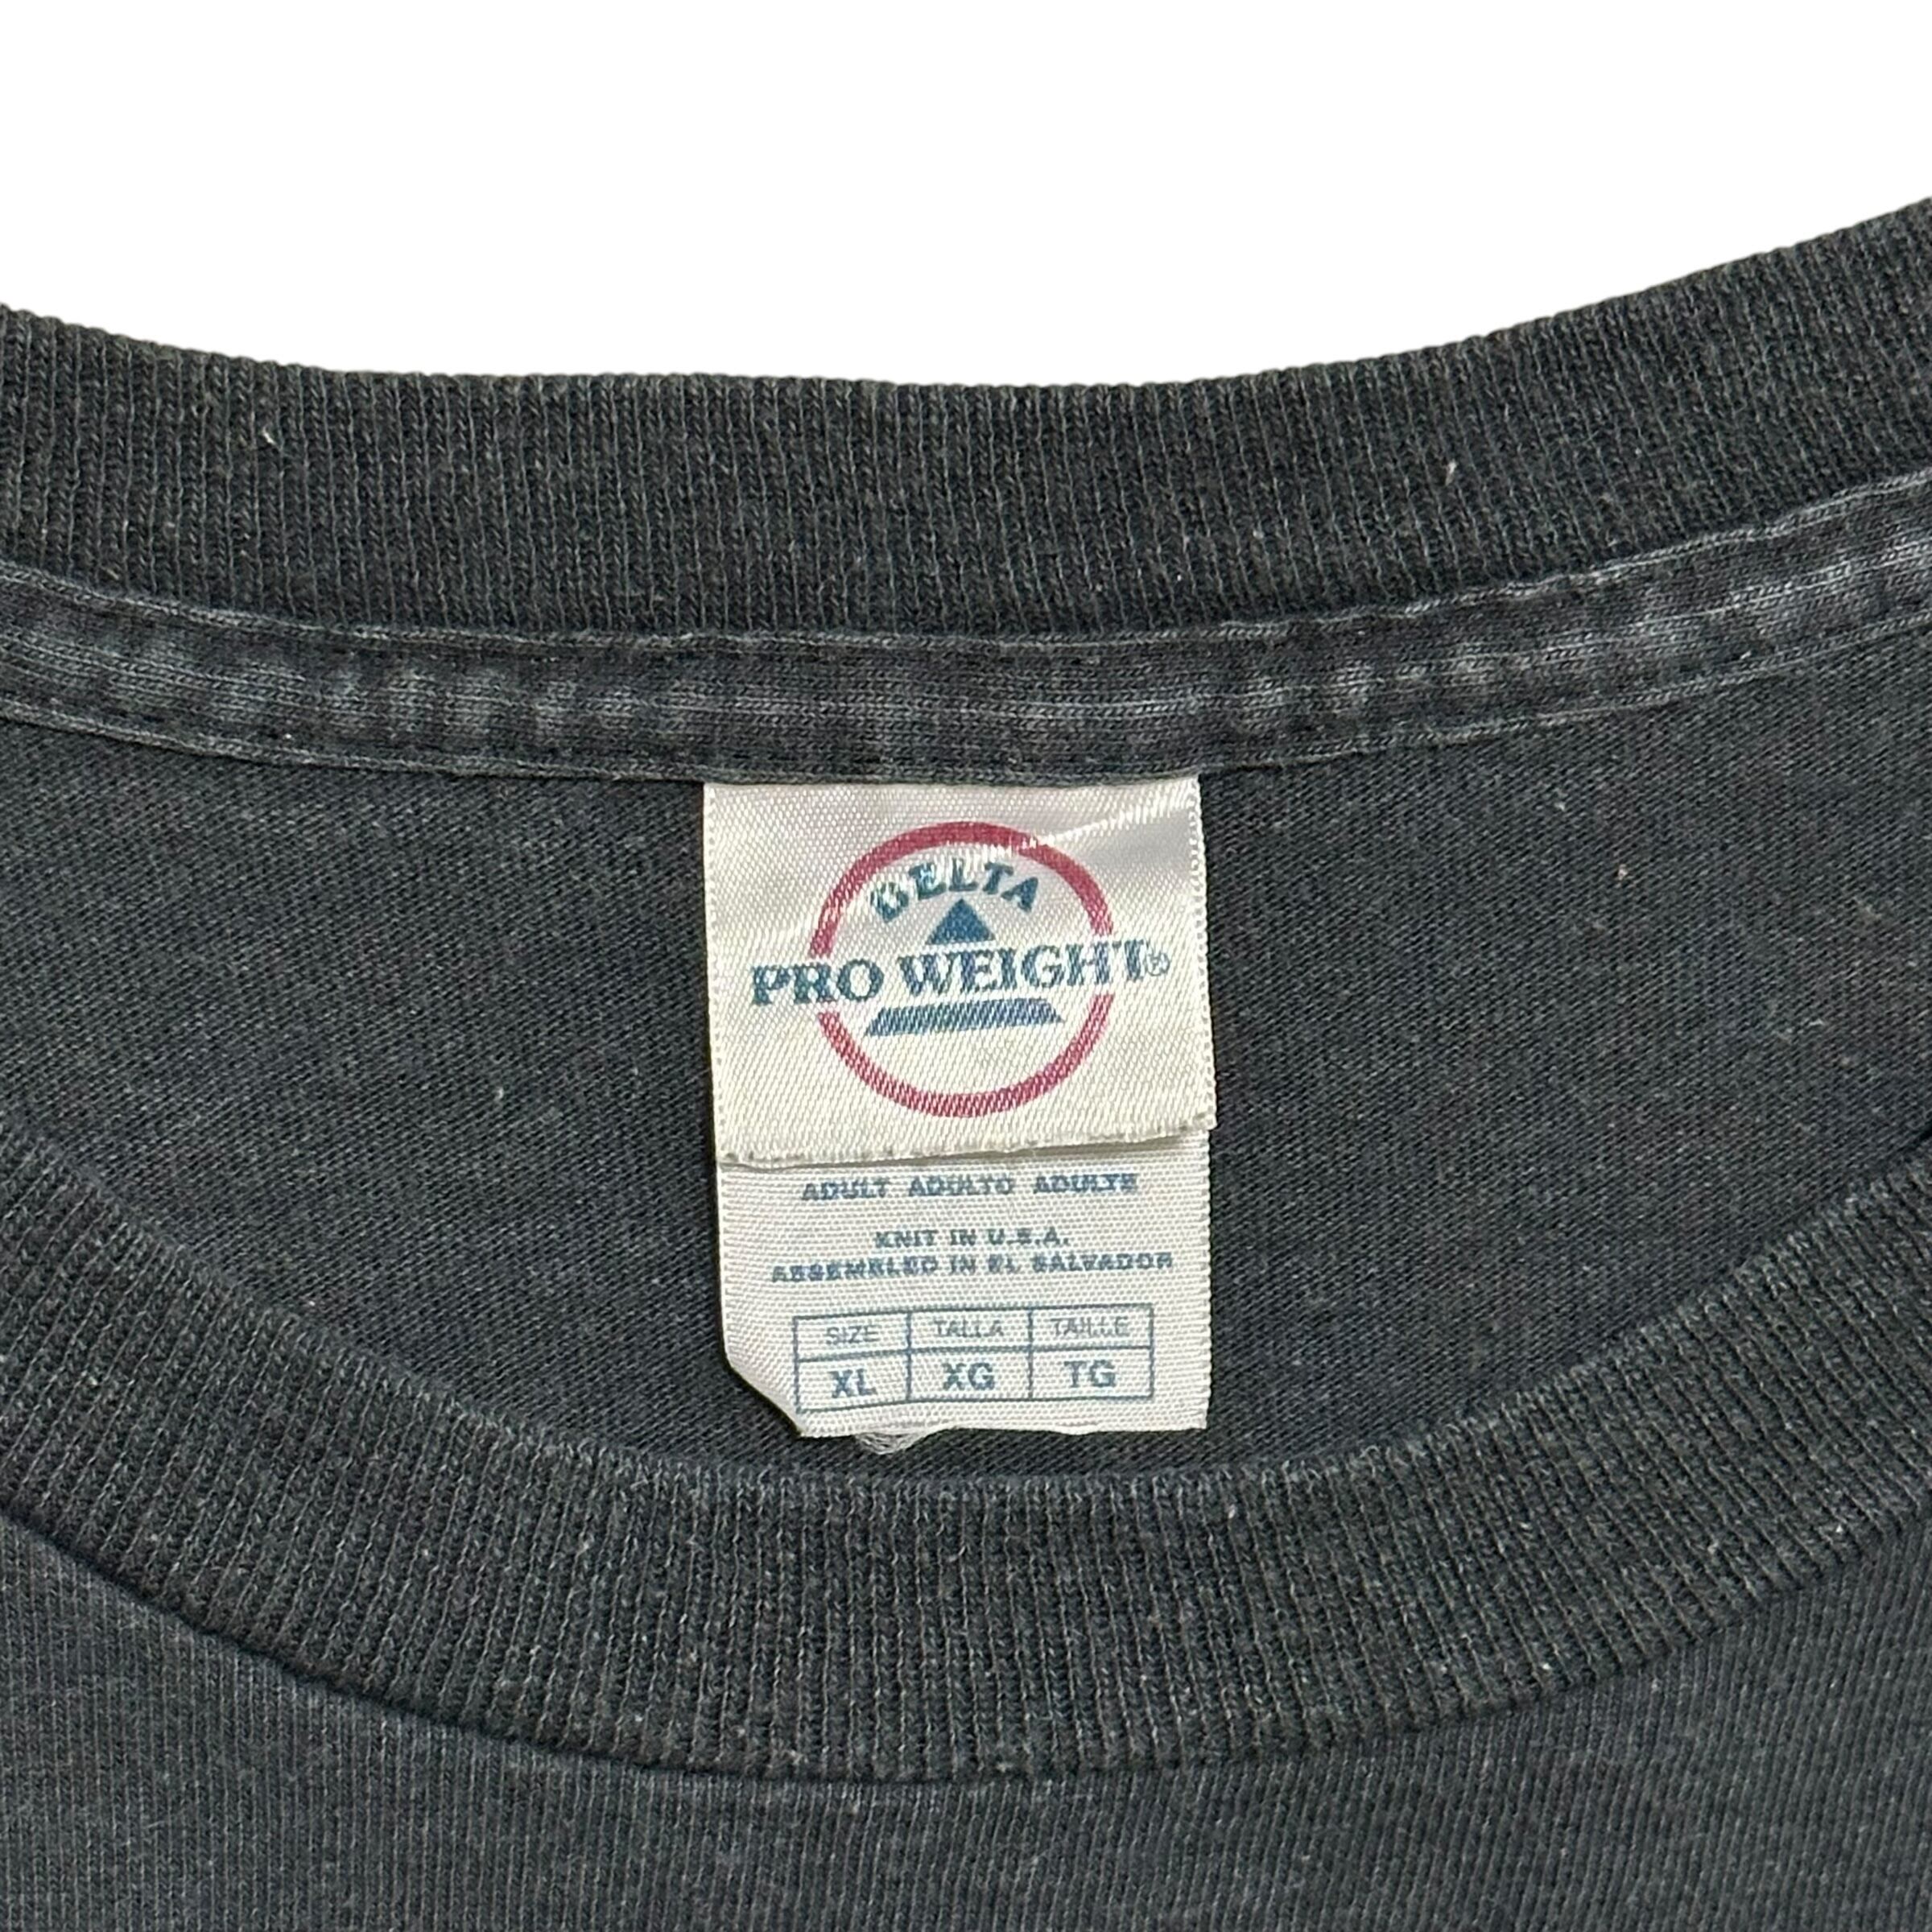 DELTA
PRO WEIGHT®
ADULT ADULTO ADULTE
KNIT IN U.S.A.
ASSEMBLED IN EL SALVADOR
SIZE TALLA TAILLE
XL XG TG